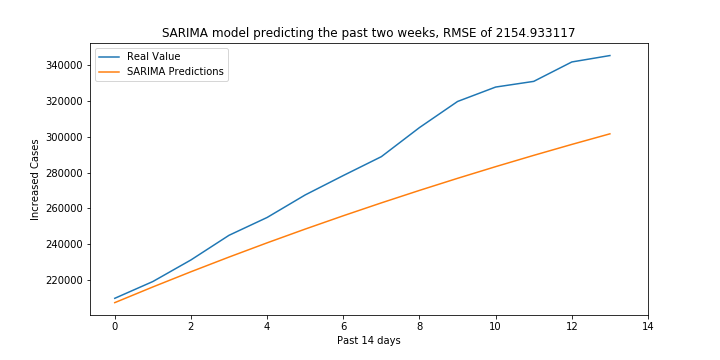 SARIMA model predicting the past two weeks, RMSE of 2154.933117
Real Value
SARIMA Predictions
340000
320000
300000
280000
260000
240000
220000
Increased Cases
0 2 4 6 8 10 12 14
Past 14 days